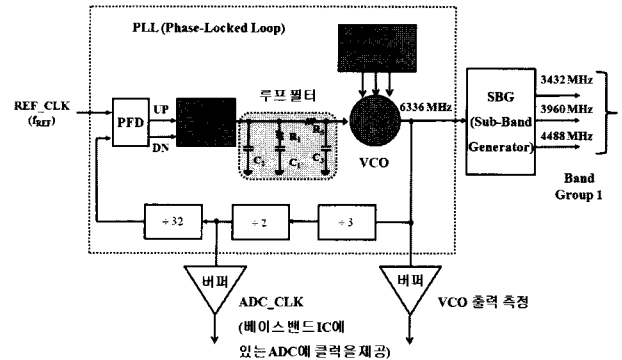 PLL (Phase-Locked Loop)
루프 필터
REF_CLK
(f_REF)
PFD
UP
DN
R₁
C₁
C₃
VCO
6336 MHz
SBG
(Sub-Band
Generator)
3432 MHz
3960 MHz
4488 MHz
Band
Group 1
÷ 32
÷ 2
÷ 3
버퍼
버퍼
ADC_CLK
(베이스밴드IC에
있는 ADC에 클럭을 제공)
VCO 출력 측정